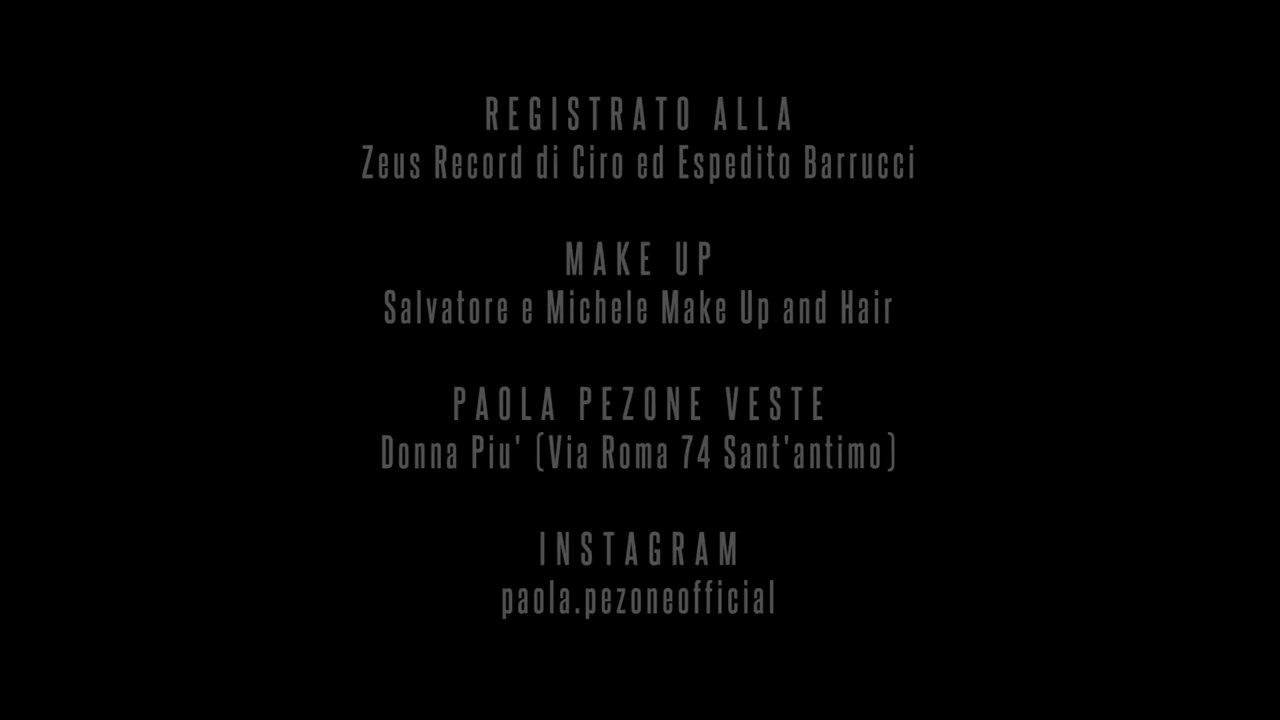 REGISTRATO ALLA
Zeus Record di Ciro ed Espedito Barrucci
MAKE UP
Salvatore e Michele Make Up and Hair
PAOLA PEZONE VESTE
Donna Piu' (Via Roma 74 Sant'antimo)
INSTAGRAM
paola.pezoneofficial